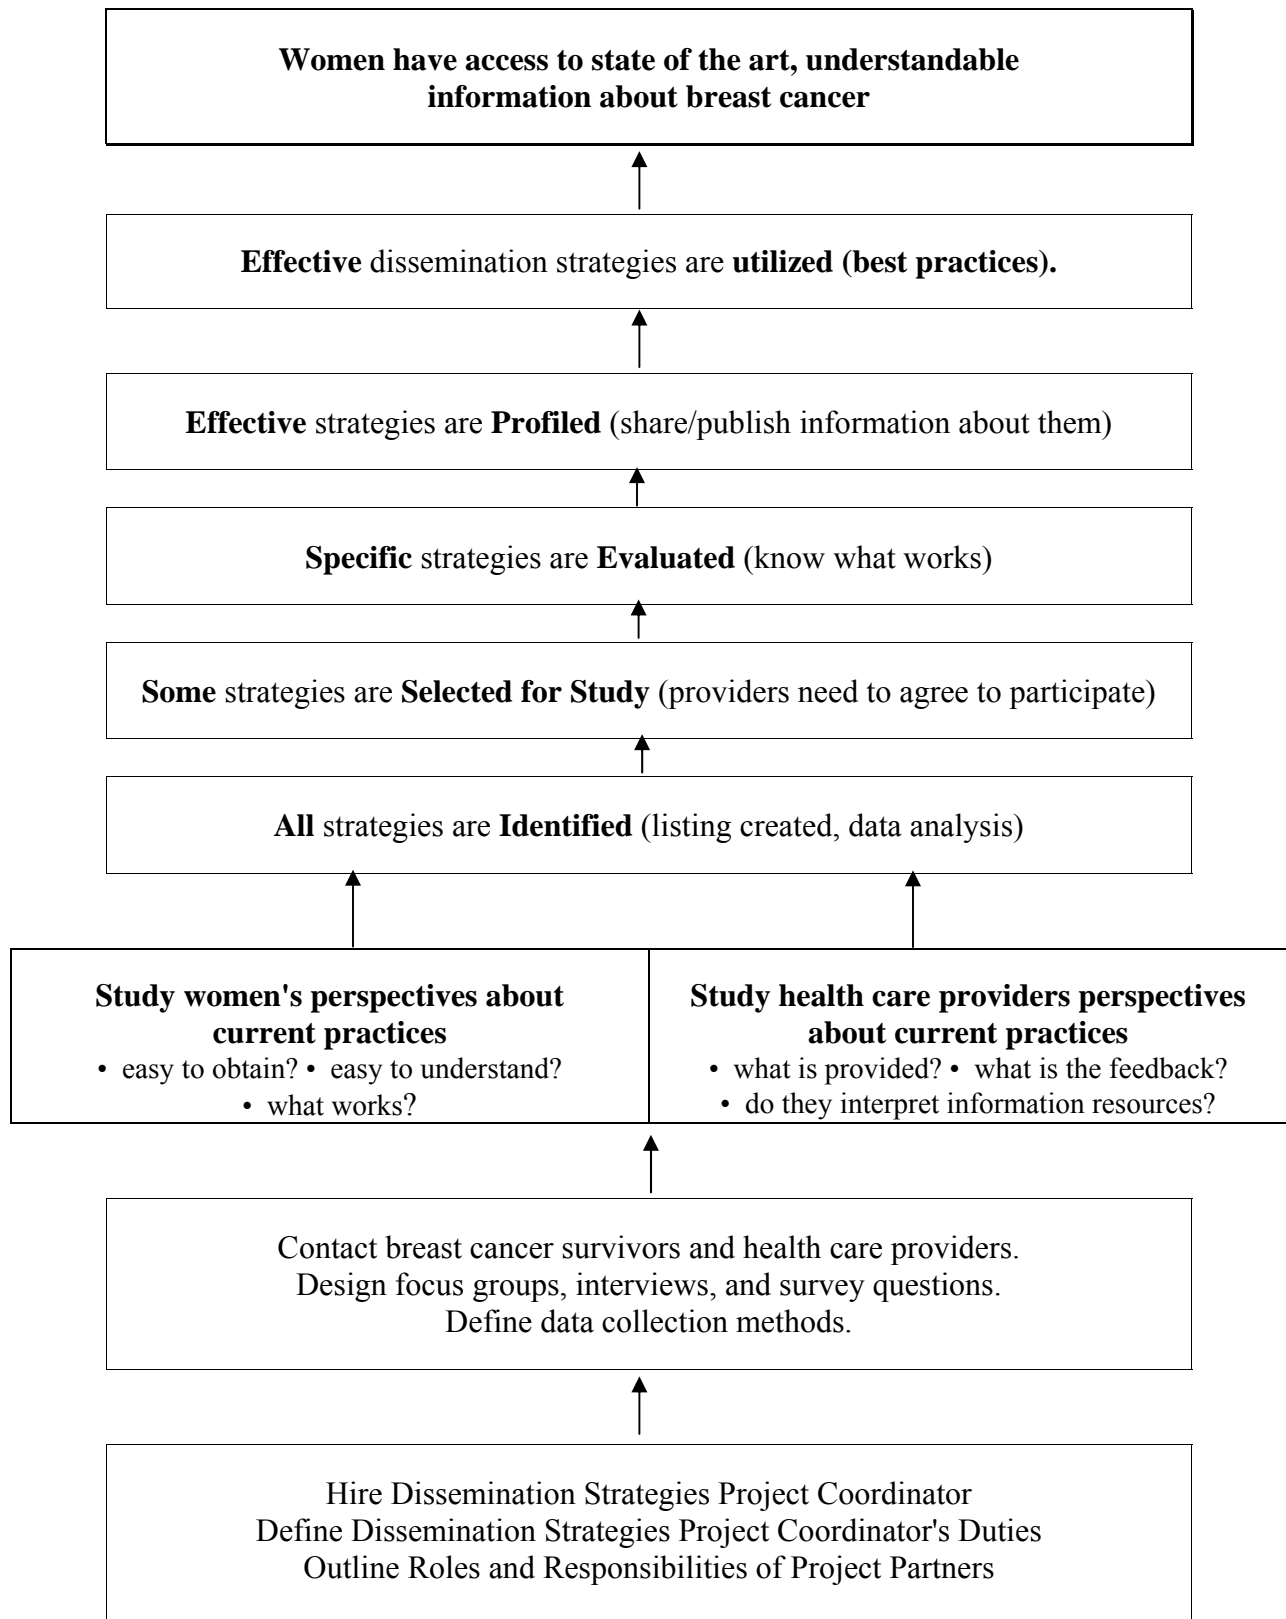 Women have access to state of the art, understandable
information about breast cancer
Effective dissemination strategies are utilized (best practices).
Effective strategies are Profiled (share/publish information about them)
Specific strategies are Evaluated (know what works)
Some strategies are Selected for Study (providers need to agree to participate)
All strategies are Identified (listing created, data analysis)
Study women's perspectives about
current practices
• easy to obtain? • easy to understand?
• what works?
Study health care providers perspectives
about current practices
• what is provided? • what is the feedback?
• do they interpret information resources?
Contact breast cancer survivors and health care providers.
Design focus groups, interviews, and survey questions.
Define data collection methods.
Hire Dissemination Strategies Project Coordinator
Define Dissemination Strategies Project Coordinator's Duties
Outline Roles and Responsibilities of Project Partners